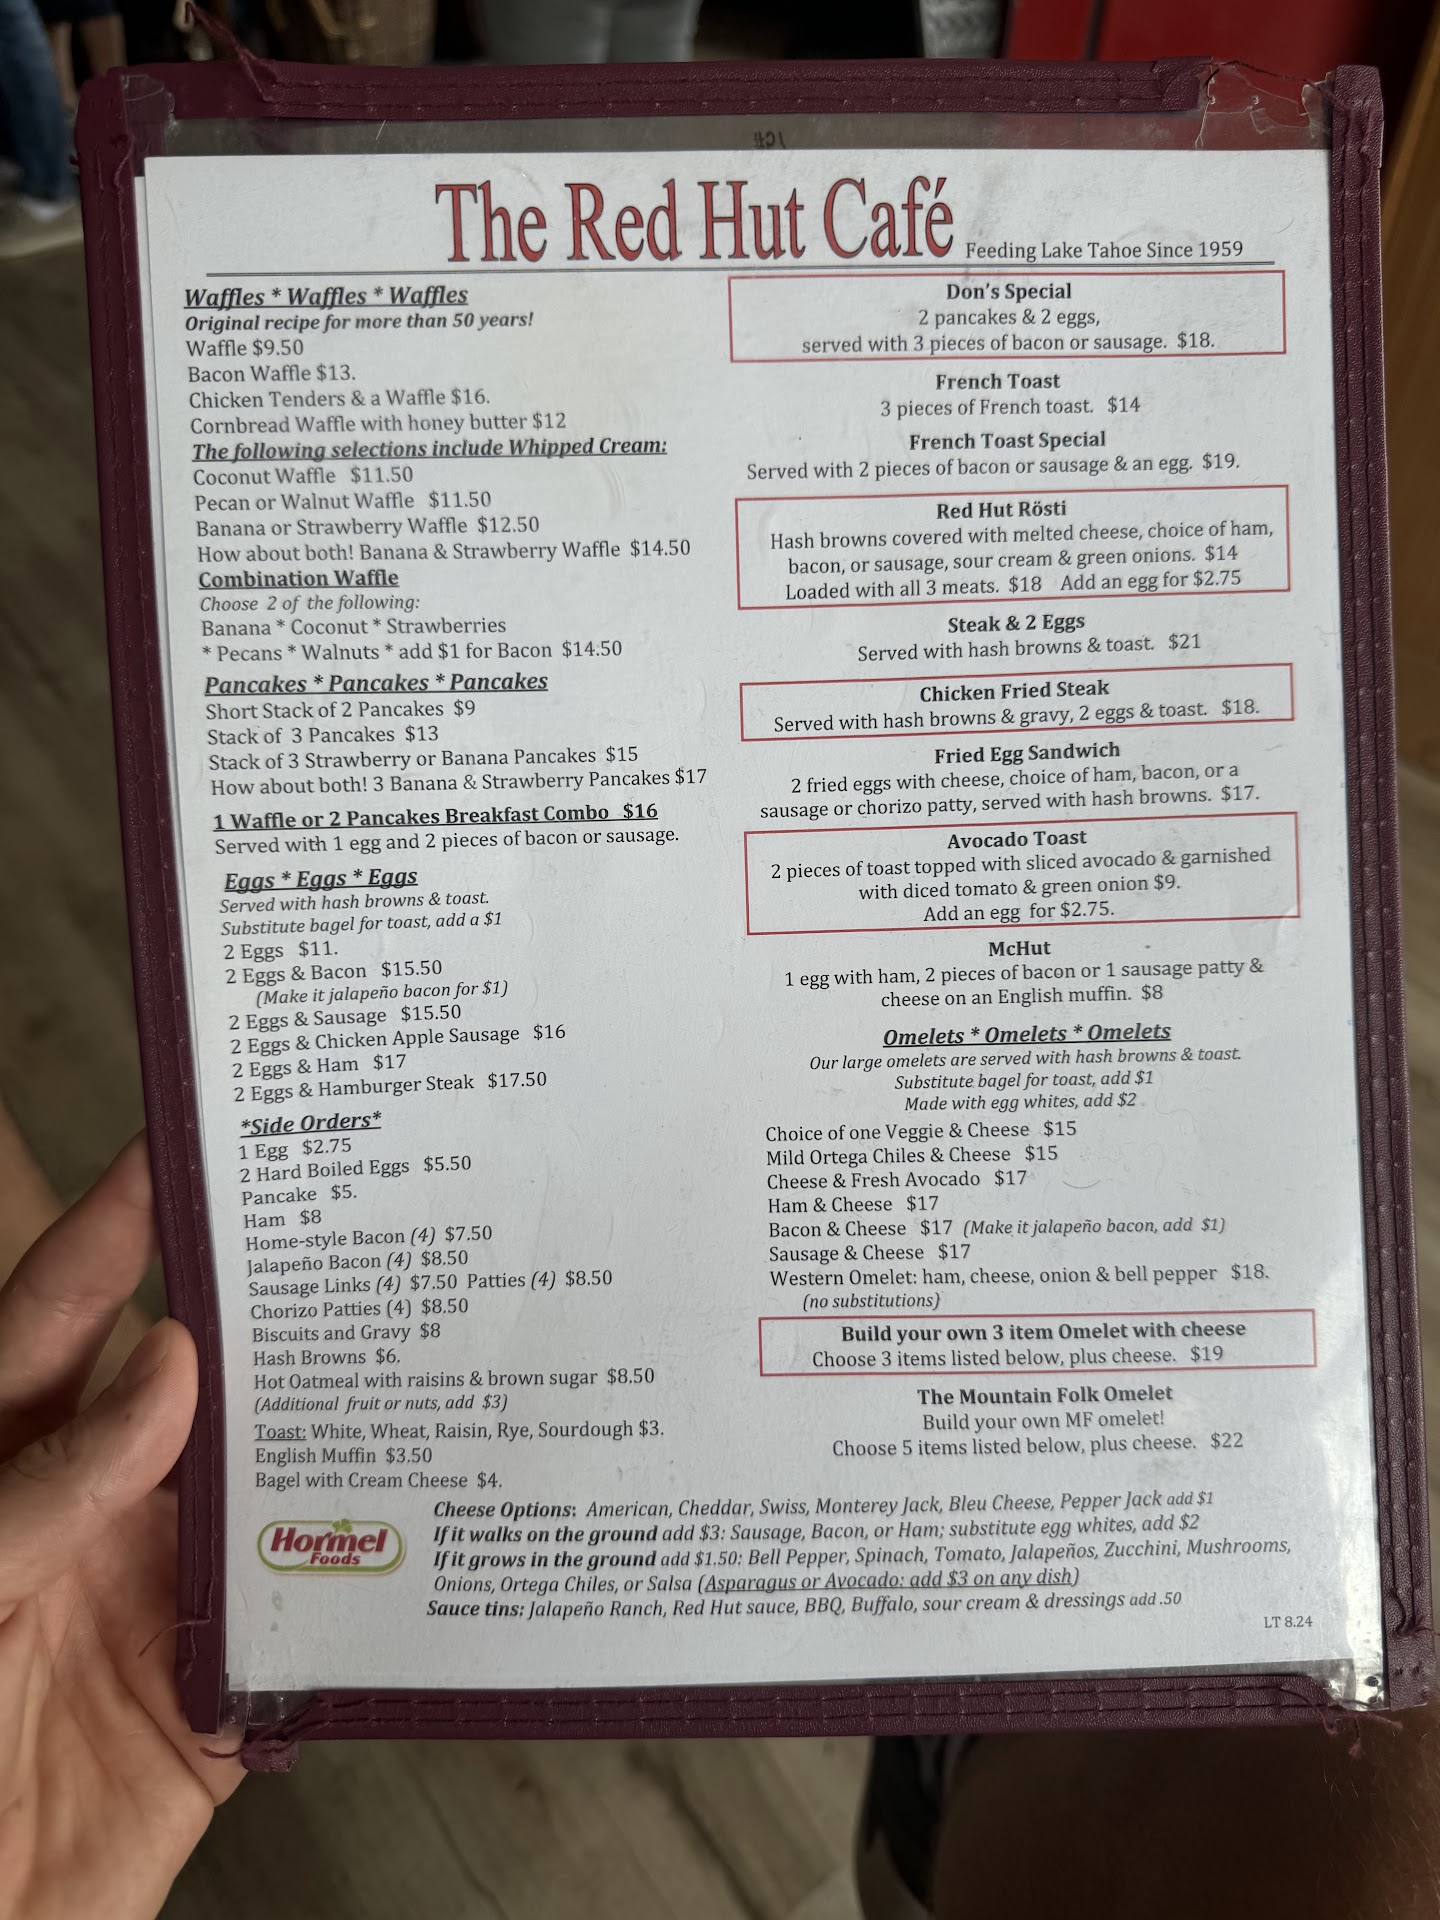 The Red Hut Café
Feeding Lake Tahoe Since 1959
Waffles * Waffles * Waffles
Original recipe for more than 50 years!
Waffle $9.50
Bacon Waffle $13.
Chicken Tenders & a Waffle $16.
Cornbread Waffle with honey butter $12
The following selections include Whipped Cream:
Coconut Waffle $11.50
Pecan or Walnut Waffle $11.50
Banana or Strawberry Waffle $12.50
How about both! Banana & Strawberry Waffle $14.50
Combination Waffle
Choose 2 of the following:
Banana * Coconut * Strawberries
* Pecans * Walnuts * add $1 for Bacon $14.50
Pancakes * Pancakes * Pancakes
Short Stack of 2 Pancakes $9
Stack of 3 Pancakes $13
Stack of 3 Strawberry or Banana Pancakes $15
How about both! 3 Banana & Strawberry Pancakes $17
1 Waffle or 2 Pancakes Breakfast Combo $16
Served with 1 egg and 2 pieces of bacon or sausage.
Eggs * Eggs * Eggs
Served with hash browns & toast.
Substitute bagel for toast, add a $1
2 Eggs $11.
2 Eggs & Bacon $15.50
(Make it jalapeño bacon for $1)
2 Eggs & Sausage $15.50
2 Eggs & Chicken Apple Sausage $16
2 Eggs & Ham $17
2 Eggs & Hamburger Steak $17.50
*Side Orders*
1 Egg $2.75
2 Hard Boiled Eggs $5.50
Pancake $5.
Ham $8
Home-style Bacon (4) $7.50
Jalapeño Bacon (4) $8.50
Sausage Links (4) $7.50 Patties (4) $8.50
Chorizo Patties (4) $8.50
Biscuits and Gravy $8
Hash Browns $6.
Hot Oatmeal with raisins & brown sugar $8.50
(Additional fruit or nuts, add $3)
Toast: White, Wheat, Raisin, Rye, Sourdough $3.
English Muffin $3.50
Bagel with Cream Cheese $4.
Don's Special
2 pancakes & 2 eggs,
served with 3 pieces of bacon or sausage. $18.
French Toast
3 pieces of French toast. $14
French Toast Special
Served with 2 pieces of bacon or sausage & an egg. $19.
Red Hut Rösti
Hash browns covered with melted cheese, choice of ham,
bacon, or sausage, sour cream & green onions. $14
Loaded with all 3 meats. $18 Add an egg for $2.75
Steak & 2 Eggs
Served with hash browns & toast. $21
Chicken Fried Steak
Served with hash browns & gravy, 2 eggs & toast. $18.
Fried Egg Sandwich
2 fried eggs with cheese, choice of ham, bacon, or a
sausage or chorizo patty, served with hash browns. $17.
Avocado Toast
2 pieces of toast topped with sliced avocado & garnished
with diced tomato & green onion $9.
Add an egg for $2.75.
McHut
1 egg with ham, 2 pieces of bacon or 1 sausage patty &
cheese on an English muffin. $8
Omelets * Omelets * Omelets
Our large omelets are served with hash browns & toast.
Substitute bagel for toast, add $1
Made with egg whites, add $2
Choice of one Veggie & Cheese $15
Mild Ortega Chiles & Cheese $15
Cheese & Fresh Avocado $17
Ham & Cheese $17
Bacon & Cheese $17 (Make it jalapeño bacon, add $1)
Sausage & Cheese $17
Western Omelet: ham, cheese, onion & bell pepper $18.
(no substitutions)
Build your own 3 item Omelet with cheese
Choose 3 items listed below, plus cheese. $19
The Mountain Folk Omelet
Build your own MF omelet!
Choose 5 items listed below, plus cheese. $22
Hormel
Foods
Cheese Options: American, Cheddar, Swiss, Monterey Jack, Bleu Cheese, Pepper Jack add $1
If it walks on the ground add $3: Sausage, Bacon, or Ham; substitute egg whites, add $2
If it grows in the ground add $1.50: Bell Pepper, Spinach, Tomato, Jalapeños, Zucchini, Mushrooms,
Onions, Ortega Chiles, or Salsa (Asparagus or Avocado: add $3 on any dish)
Sauce tins: Jalapeño Ranch, Red Hut sauce, BBQ, Buffalo, sour cream & dressings add .50
LT 8.24